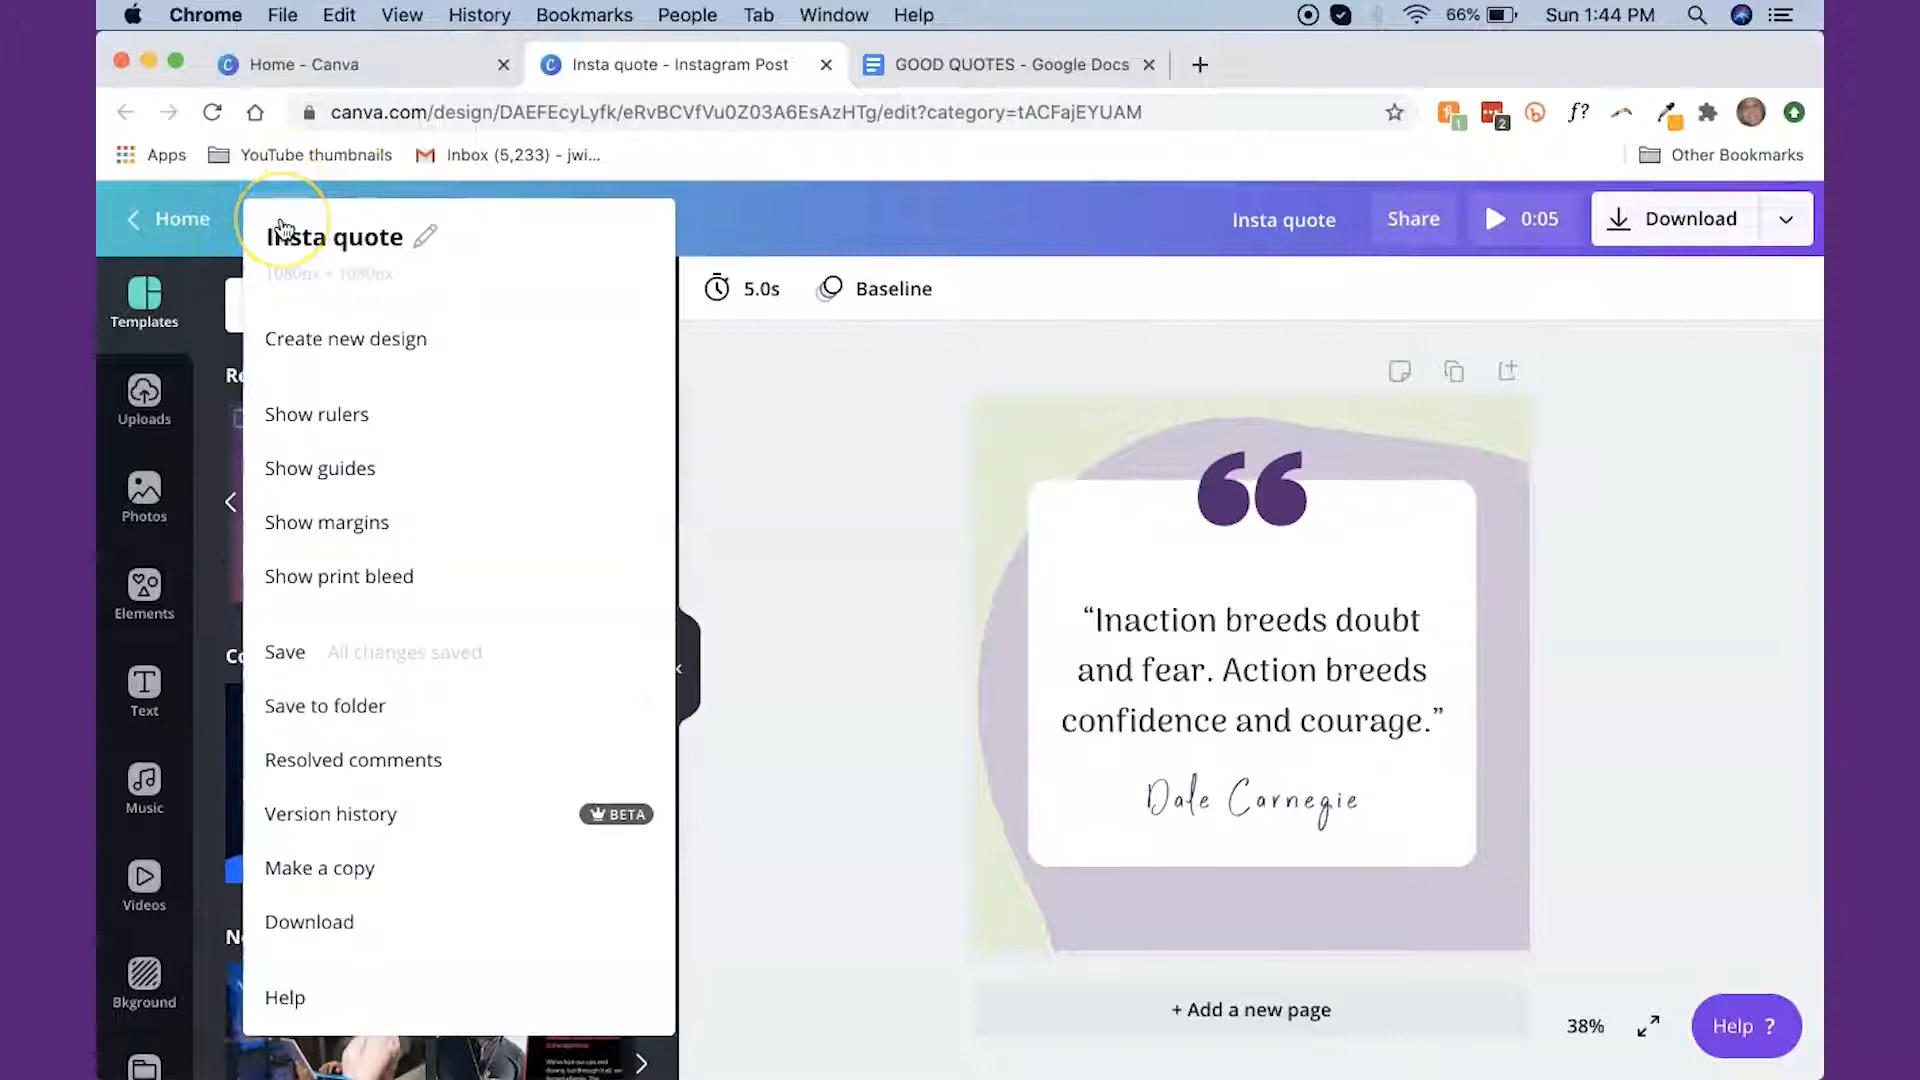 Chrome File Edit View History Bookmarks People Tab Window Help 66% Sun 1:44 PM
Home - Canva Insta quote - Instagram Post GOOD QUOTES - Google Docs
canva.com/design/DAEFEcyLyfk/eRvBCVfVu0Z03A6EsAzHTg/edit?category=tACFajEYUAM 1 2 f?
Apps YouTube thumbnails Inbox (5,233) - jwi... Other Bookmarks
Home Insta quote Share 0:05 Download
Insta quote
1080px × 1080px
5.0s Baseline
Templates
Uploads
Photos
Elements
Text
Music
Videos
Bkground
Create new design
Show rulers
Show guides
Show margins
Show print bleed
Save All changes saved
Save to folder
Resolved comments
Version history BETA
Make a copy
Download
Help
“Inaction breeds doubt
and fear. Action breeds
confidence and courage.”
Dale Carnegie
+ Add a new page
38% Help ?